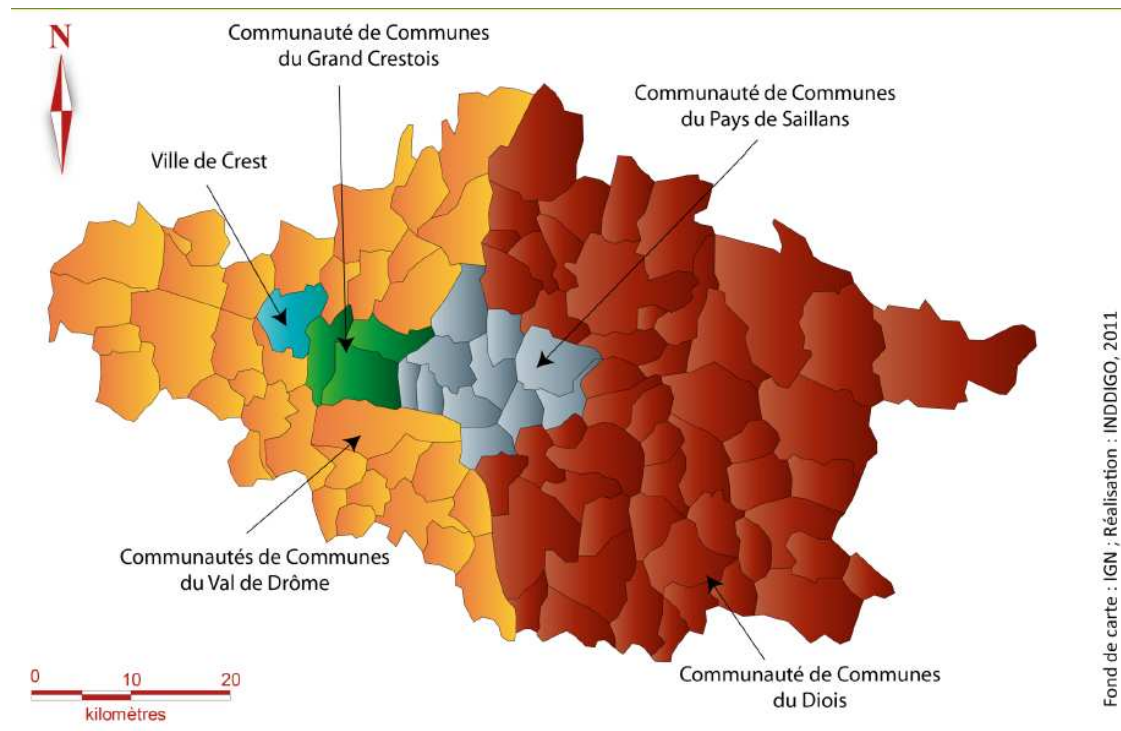 N
Communauté de Communes
du Grand Crestois
Communauté de Communes
du Pays de Saillans
Ville de Crest
Communautés de Communes
du Val de Drôme
Communauté de Communes
du Diois
0 10 20
kilomètres
Fond de carte : IGN ; Réalisation : INDDIGO, 2011